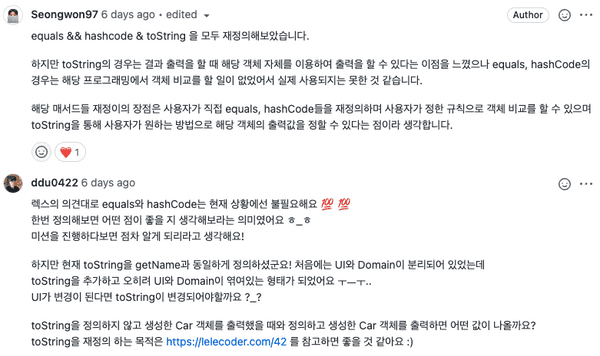 Seongwon97 6 days ago • edited
Author
equals && hashcode & toString 을 모두 재정의해보았습니다.
하지만 toString의 경우는 결과 출력을 할 때 해당 객체 자체를 이용하여 출력을 할 수 있다는 이점을 느꼈으나 equals, hashCode의
경우는 해당 프로그래밍에서 객체 비교를 할 일이 없었어서 실제 사용되지는 못한 것 같습니다.
해당 매서드들 재정이의 장점은 사용자가 직접 equals, hashCode들을 재정의하며 사용자가 정한 규칙으로 객체 비교를 할 수 있으며
toString을 통해 사용자가 원하는 방법으로 해당 객체의 출력값을 정할 수 있다는 점이라 생각합니다.
❤️ 1
ddu0422 6 days ago
렉스의 의견대로 equals와 hashCode는 현재 상황에선 불필요해요 💯 💯
한번 정의해보면 어떤 점이 좋을 지 생각해보라는 의미였어요 ㅎ_ㅎ
미션을 진행하다보면 점차 알게 되리라고 생각해요!
하지만 현재 toString을 getName과 동일하게 정의하셨군요! 처음에는 UI와 Domain이 분리되어 있었는데
toString을 추가하고 오히려 UI와 Domain이 엮여있는 형태가 되었어요 ㅜㅡㅜ..
UI가 변경이 된다면 toString이 변경되어야할까요 ?_?
toString을 정의하지 않고 생성한 Car 객체를 출력했을 때와 정의하고 생성한 Car 객체를 출력하면 어떤 값이 나올까요?
toString을 재정의 하는 목적은 https://lelecoder.com/42 를 참고하면 좋을 것 같아요 :)